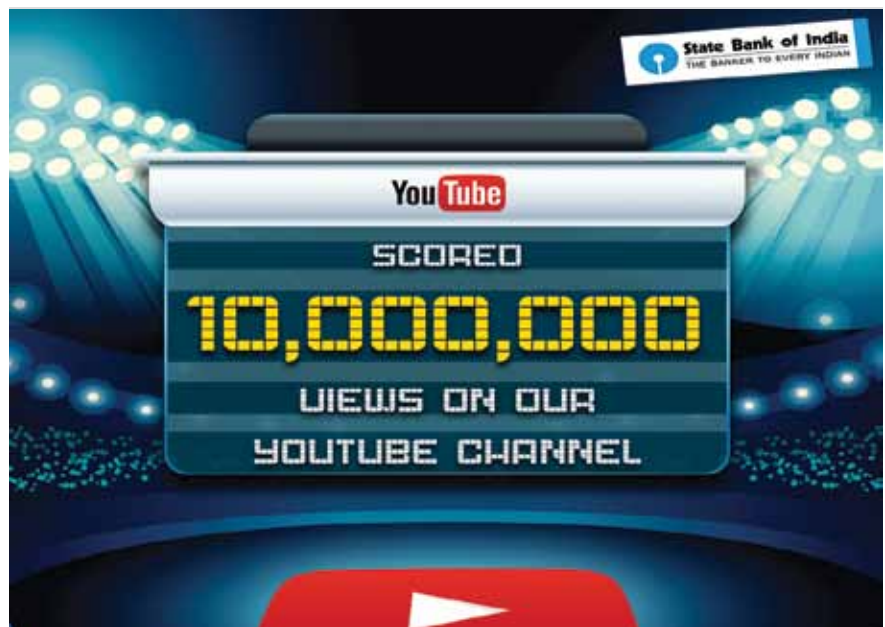 State Bank of India
THE BANKER TO EVERY INDIAN
YouTube
SCORED
10,000,000
VIEWS ON OUR
YOUTUBE CHANNEL